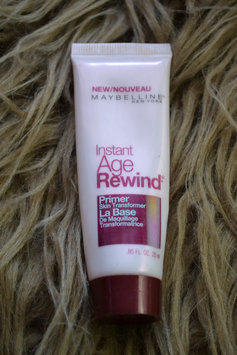 NEW/NOUVEAU
MAYBELLINE
NEW YORK
Instant
Age
Rewind
Primer
Skin Transformer
La Base
De Maquillage
Transformatrice